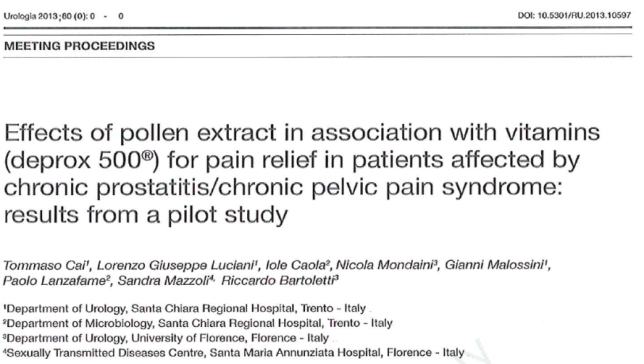 Urologia 2013;80 (0): 0 - 0
DOI: 10.5301/RU.2013.10597
MEETING PROCEEDINGS
Effects of pollen extract in association with vitamins
(deprox 500®) for pain relief in patients affected by
chronic prostatitis/chronic pelvic pain syndrome:
results from a pilot study
Tommaso Cai¹, Lorenzo Giuseppe Luciani¹, Iole Caola², Nicola Mondaini³, Gianni Malossini¹,
Paolo Lanzafame², Sandra Mazzoli⁴, Riccardo Bartoletti³
¹Department of Urology, Santa Chiara Regional Hospital, Trento - Italy
²Department of Microbiology, Santa Chiara Regional Hospital, Trento - Italy
³Department of Urology, University of Florence, Florence - Italy
⁴Sexually Transmitted Diseases Centre, Santa Maria Annunziata Hospital, Florence - Italy